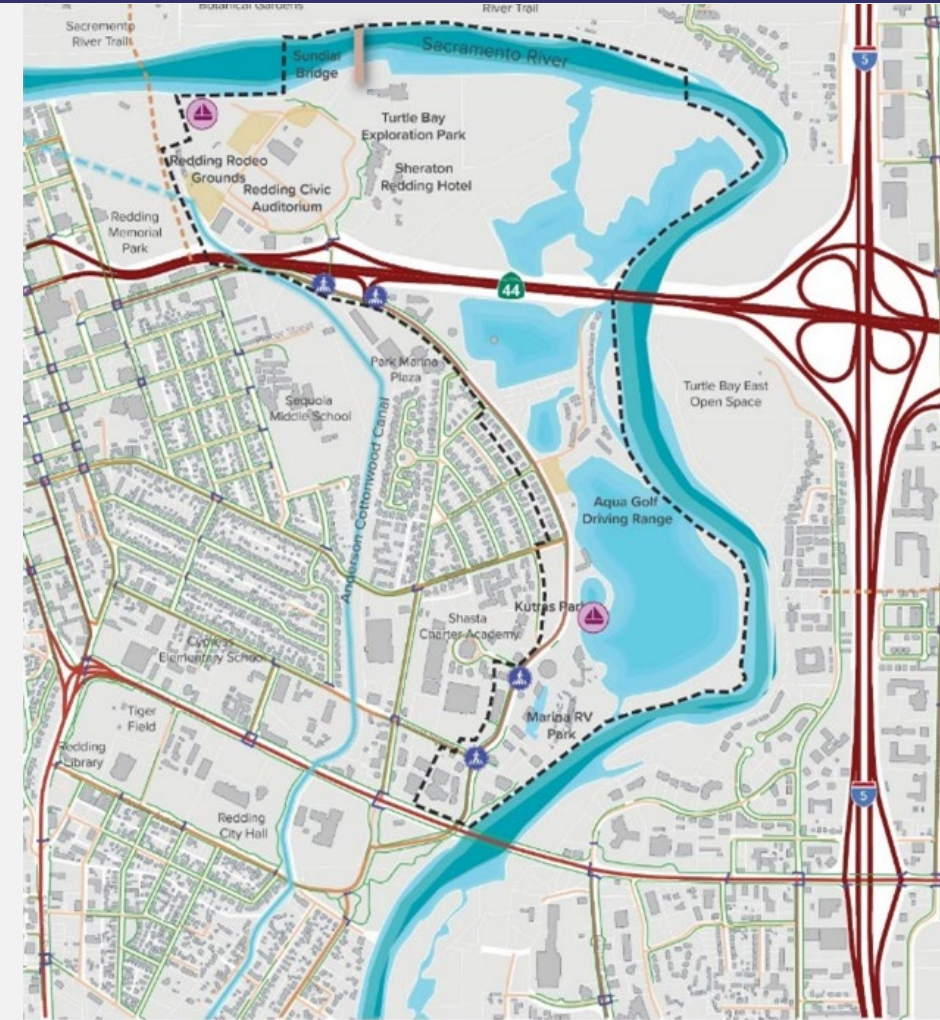 Botanical Gardens
River Trail
Sacramento
River Trail
Sundial
Bridge
Sacramento River
5
Turtle Bay
Exploration Park
Redding Rodeo
Grounds
Sheraton
Redding Hotel
Redding Civic
Auditorium
Redding
Memorial
Park
44
Park Marina
Plaza
Turtle Bay East
Open Space
Sequoia
Middle School
Anderson Cottonwood Canal
Aqua Golf
Driving Range
Kutras Park
Shasta
Charter Academy
Cypress
Elementary School
Tiger
Field
Marina RV
Park
Redding
Library
5
Redding
City Hall